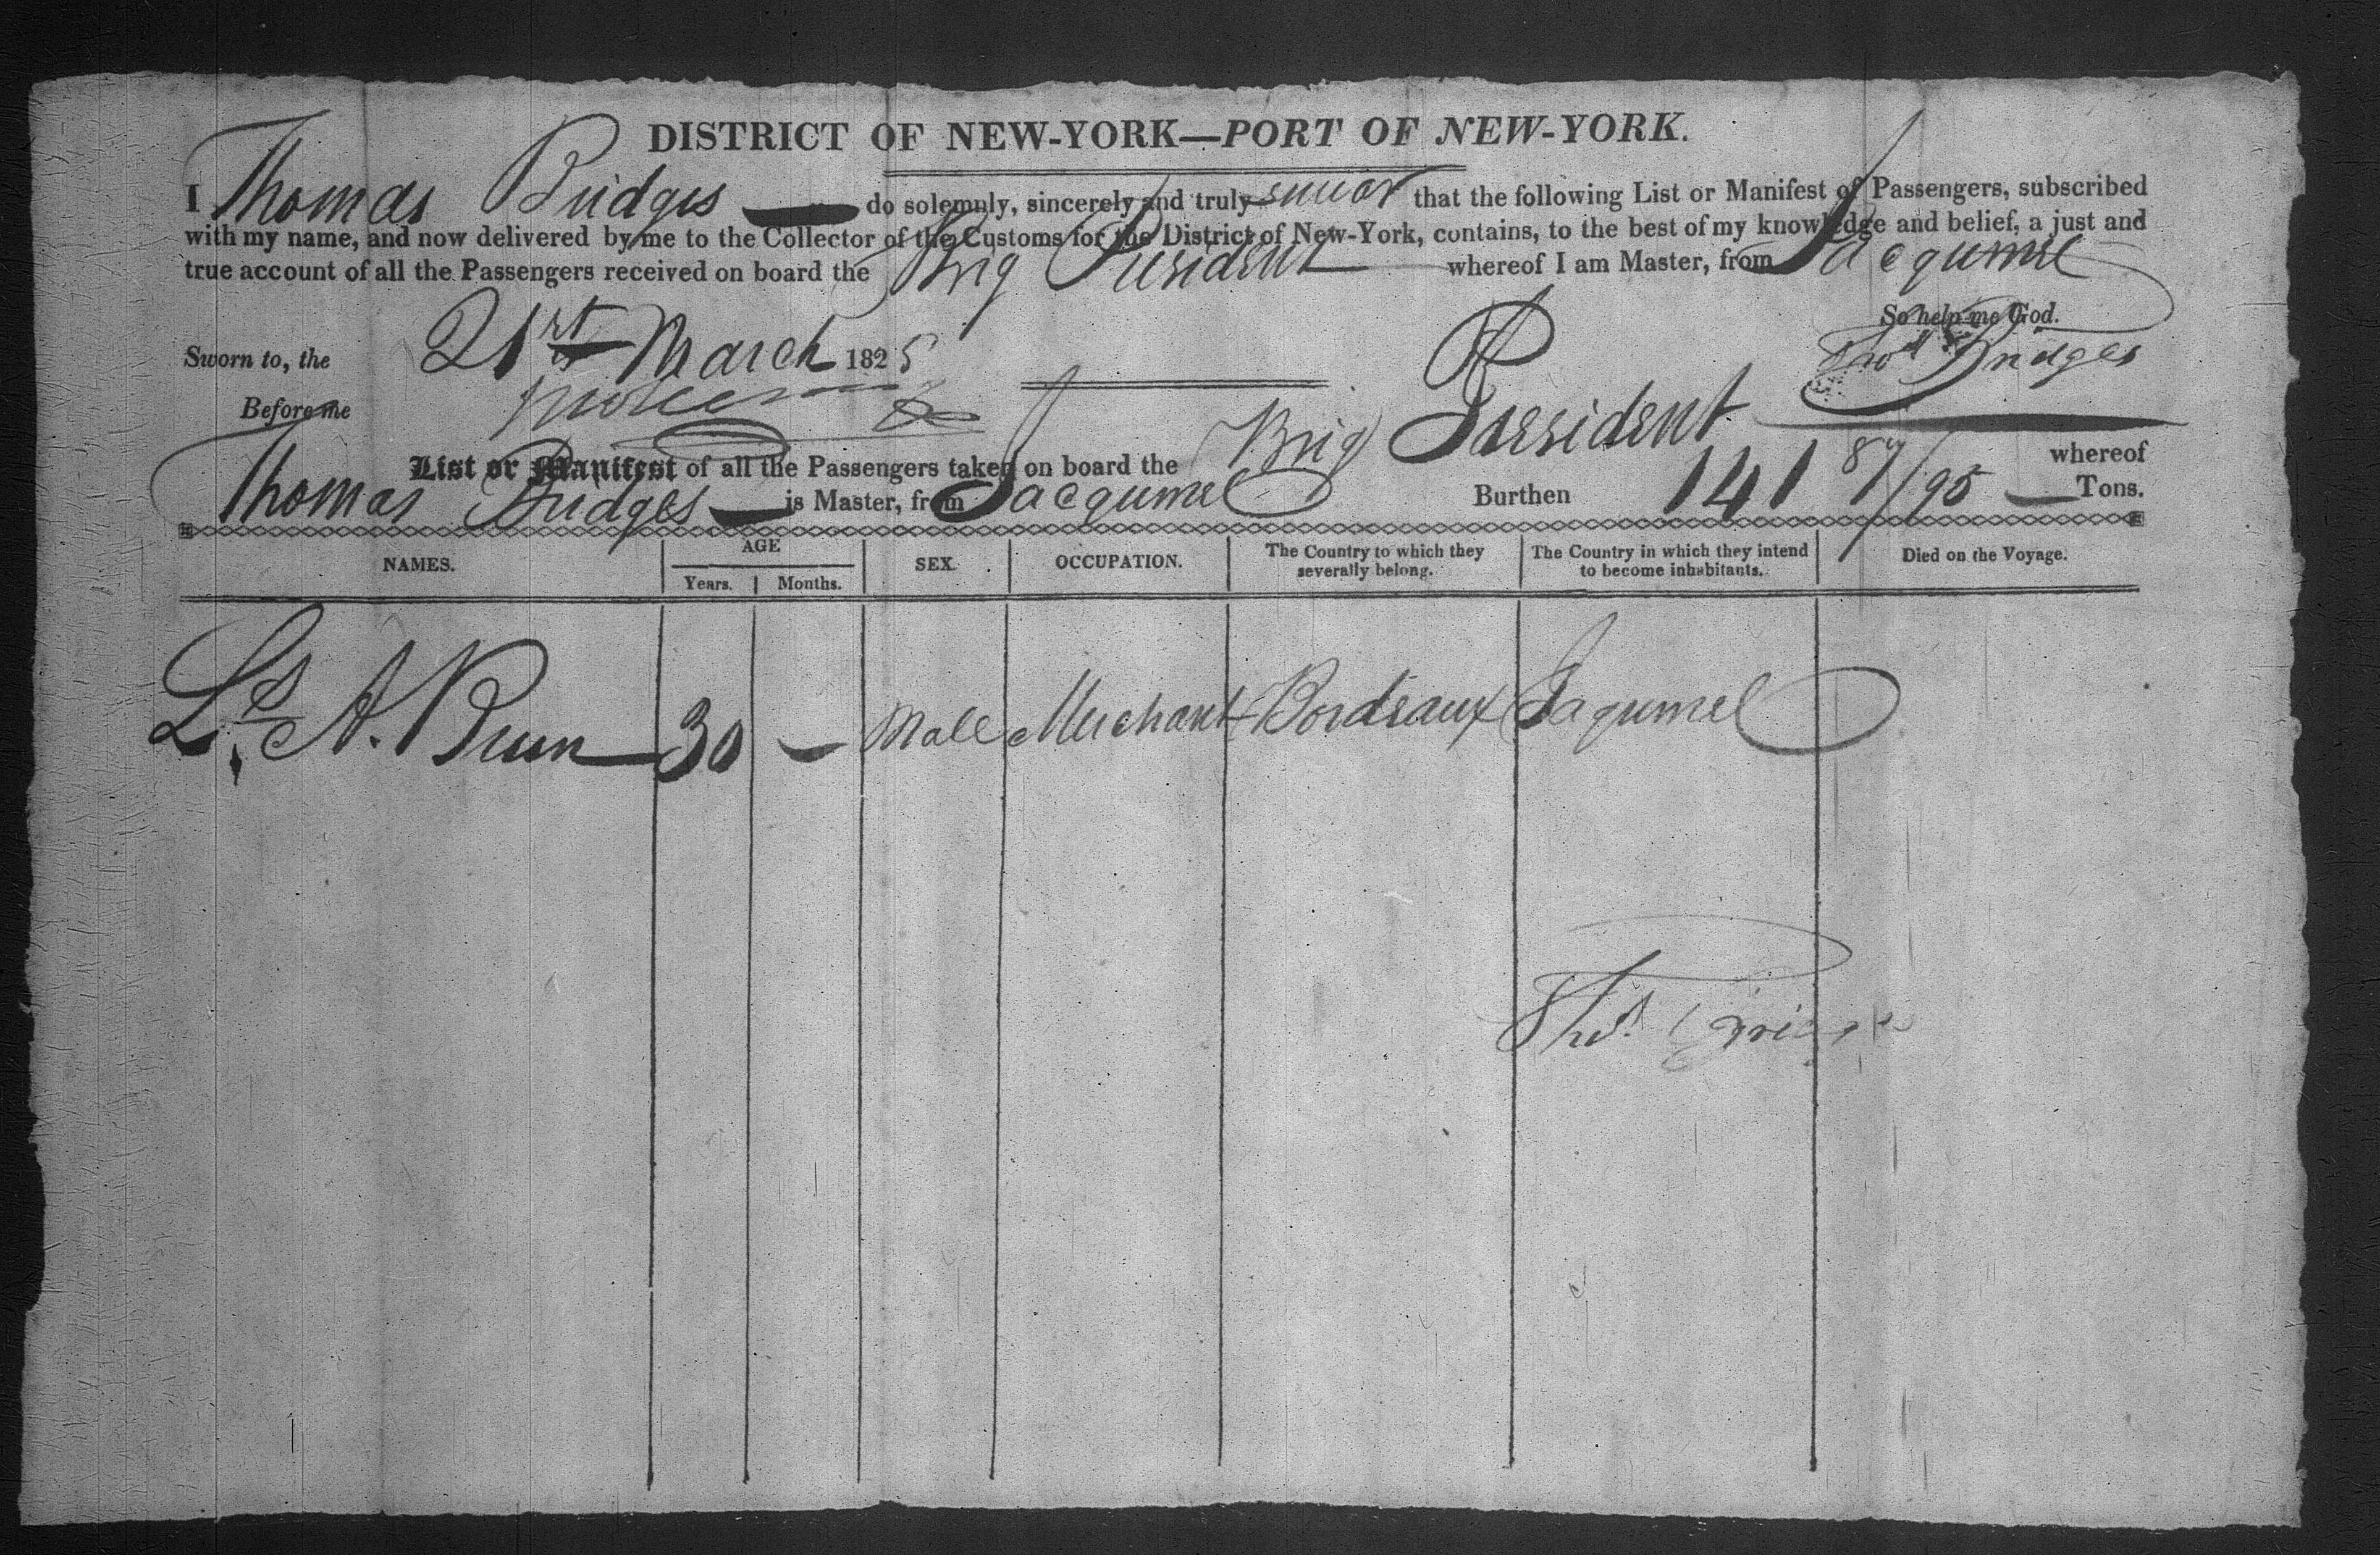 DISTRICT OF NEW-YORK—PORT OF NEW-YORK.
I Thomas Bridges — do solemnly, sincerely and truly swear that the following List or Manifest of Passengers, subscribed
with my name, and now delivered by me to the Collector of the Customs for the District of New-York, contains, to the best of my knowledge and belief, a just and
true account of all the Passengers received on board the Brig President whereof I am Master, from Jacqumel
So help me God.
Sworn to, the 21st March 1825
Thos Bridges
Before me
List or Manifest of all the Passengers taken on board the Brig President whereof
Thomas Bridges — is Master, from Jacqumel Burthen 141 87/95 — Tons.
NAMES. AGE SEX. OCCUPATION. The Country to which they severally belong. The Country in which they intend to become inhabitants. Died on the Voyage.
Years. Months.
Ls A. 30 — Male Merchant Bordeaux Jaqumel
Thos.